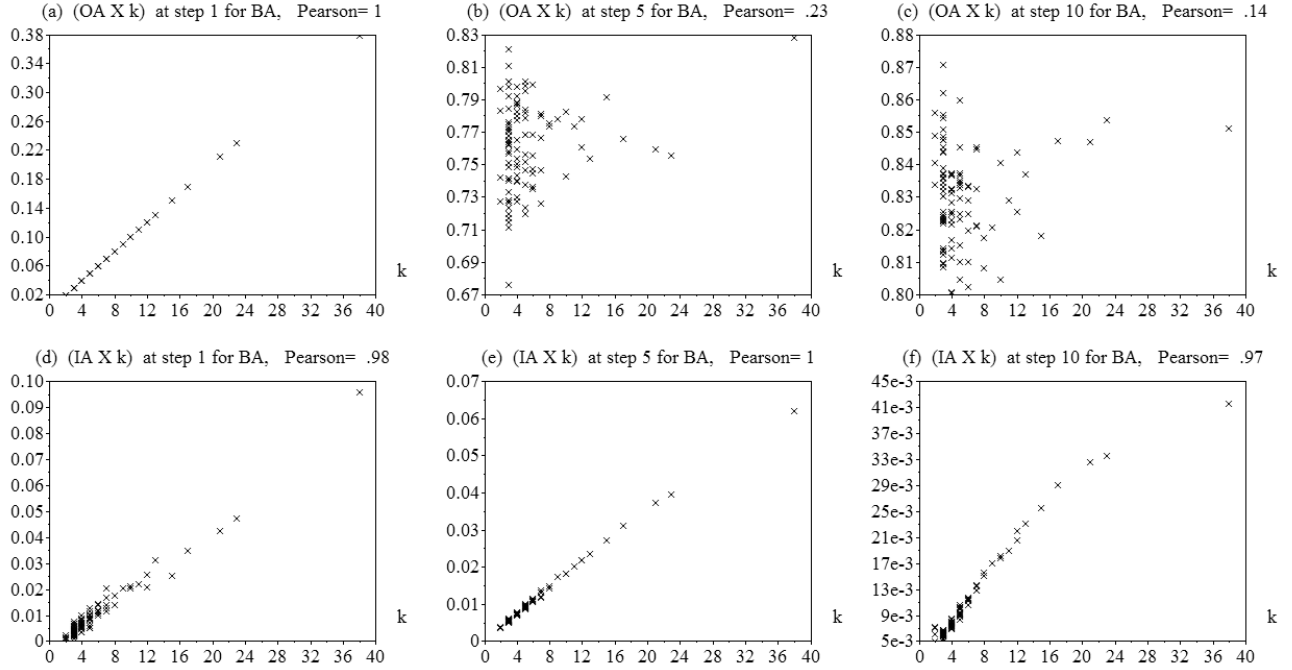 (a) (OA X k) at step 1 for BA, Pearson= 1
0.38
0.34
0.30
0.26
0.22
0.18
0.14
0.10
0.06
0.02
0 4 8 12 16 20 24 28 32 36 40
k
(b) (OA X k) at step 5 for BA, Pearson= .23
0.83
0.81
0.79
0.77
0.75
0.73
0.71
0.69
0.67
0 4 8 12 16 20 24 28 32 36 40
k
(c) (OA X k) at step 10 for BA, Pearson= .14
0.88
0.87
0.86
0.85
0.84
0.83
0.82
0.81
0.80
0 4 8 12 16 20 24 28 32 36 40
k
(d) (IA X k) at step 1 for BA, Pearson= .98
0.10
0.09
0.08
0.07
0.06
0.05
0.04
0.03
0.02
0.01
0
0 4 8 12 16 20 24 28 32 36 40
k
(e) (IA X k) at step 5 for BA, Pearson= 1
0.07
0.06
0.05
0.04
0.03
0.02
0.01
0
0 4 8 12 16 20 24 28 32 36 40
k
(f) (IA X k) at step 10 for BA, Pearson= .97
45e-3
41e-3
37e-3
33e-3
29e-3
25e-3
21e-3
17e-3
13e-3
9e-3
5e-3
0 4 8 12 16 20 24 28 32 36 40
k